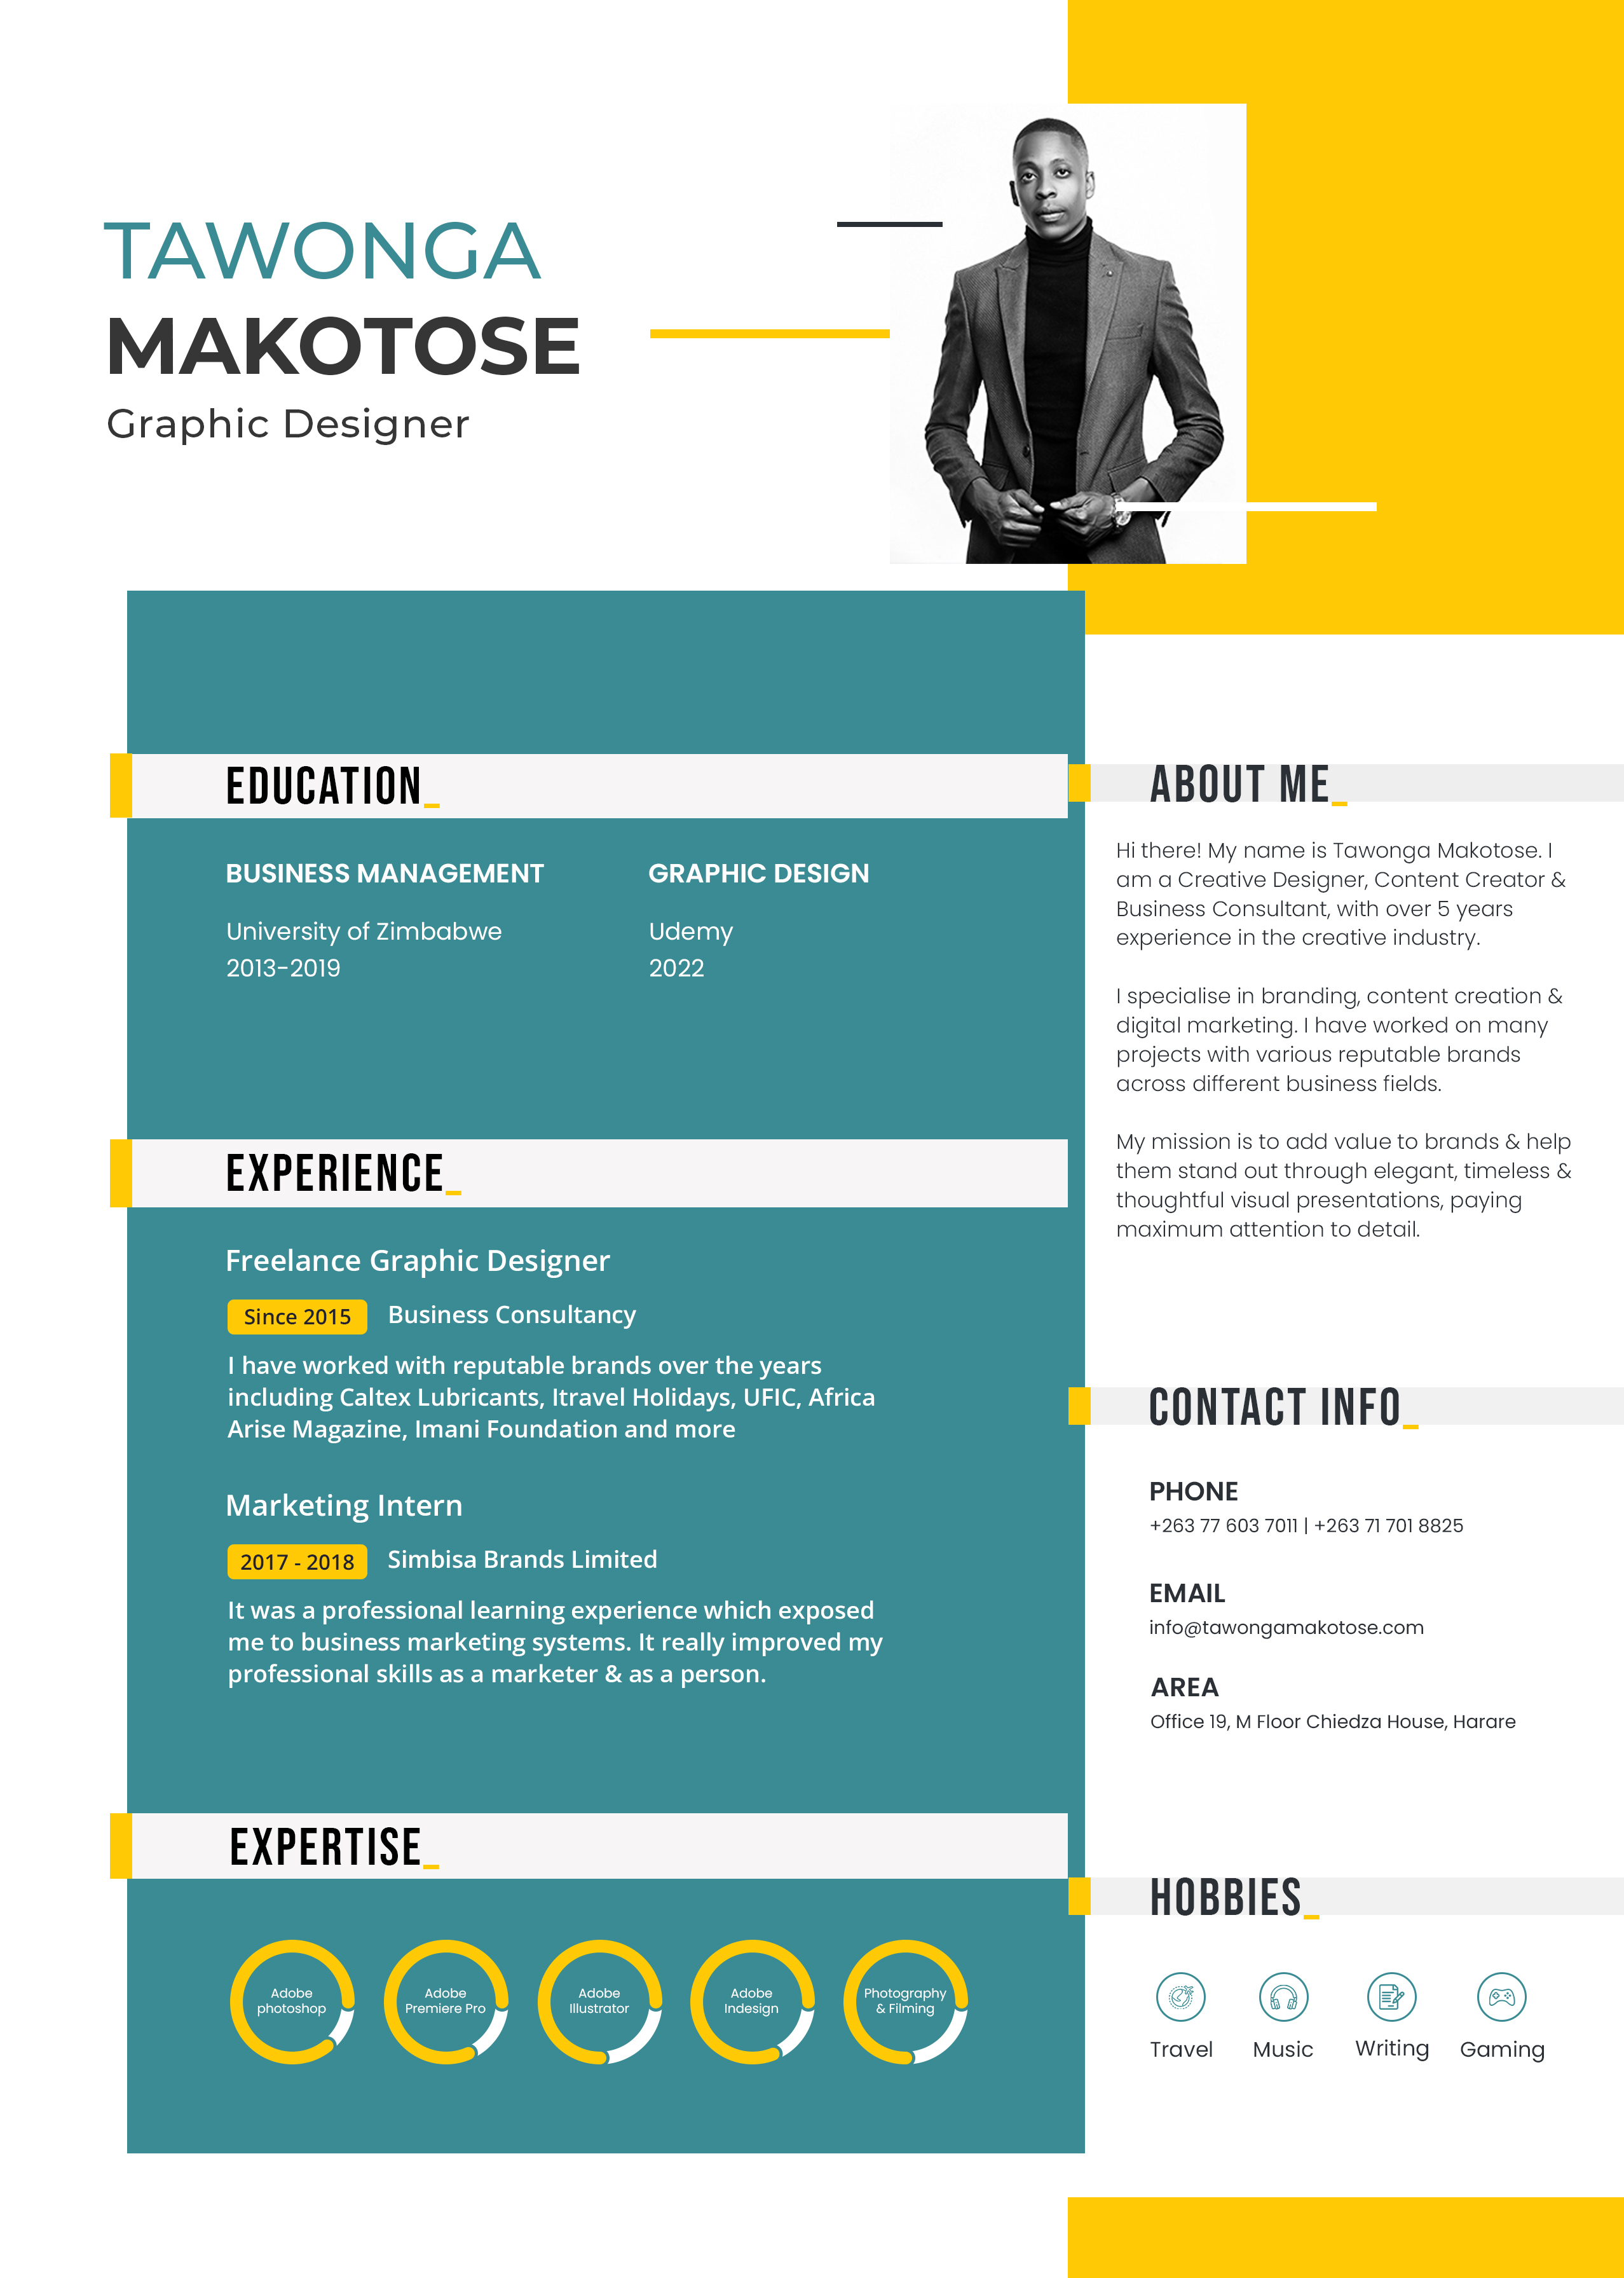 TAWONGA
MAKOTOSE
Graphic Designer
EDUCATION_
BUSINESS MANAGEMENT
University of Zimbabwe
2013-2019
GRAPHIC DESIGN
Udemy
2022
EXPERIENCE_
Freelance Graphic Designer
Since 2015 Business Consultancy
I have worked with reputable brands over the years
including Caltex Lubricants, Itravel Holidays, UFIC, Africa
Arise Magazine, Imani Foundation and more
Marketing Intern
2017 - 2018 Simbisa Brands Limited
It was a professional learning experience which exposed
me to business marketing systems. It really improved my
professional skills as a marketer & as a person.
EXPERTISE_
Adobe
photoshop
Adobe
Premiere Pro
Adobe
Illustrator
Adobe
Indesign
Photography
& Filming
ABOUT ME_
Hi there! My name is Tawonga Makotose. I
am a Creative Designer, Content Creator &
Business Consultant, with over 5 years
experience in the creative industry.
I specialise in branding, content creation &
digital marketing. I have worked on many
projects with various reputable brands
across different business fields.
My mission is to add value to brands & help
them stand out through elegant, timeless &
thoughtful visual presentations, paying
maximum attention to detail.
CONTACT INFO_
PHONE
+263 77 603 7011 | +263 71 701 8825
EMAIL
info@tawongamakotose.com
AREA
Office 19, M Floor Chiedza House, Harare
HOBBIES_
Travel Music Writing Gaming